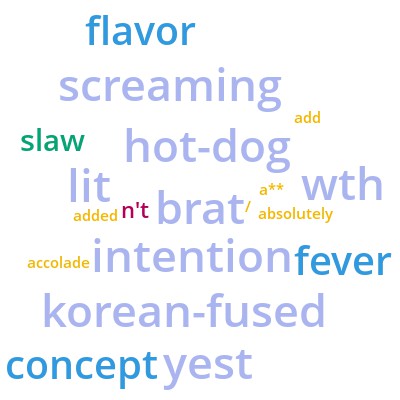 flavor
screaming
add
slaw
hot-dog
lit
a**
wth
added
n't
brat
/
absolutely
accolade
intention
fever
korean-fused
concept
yest